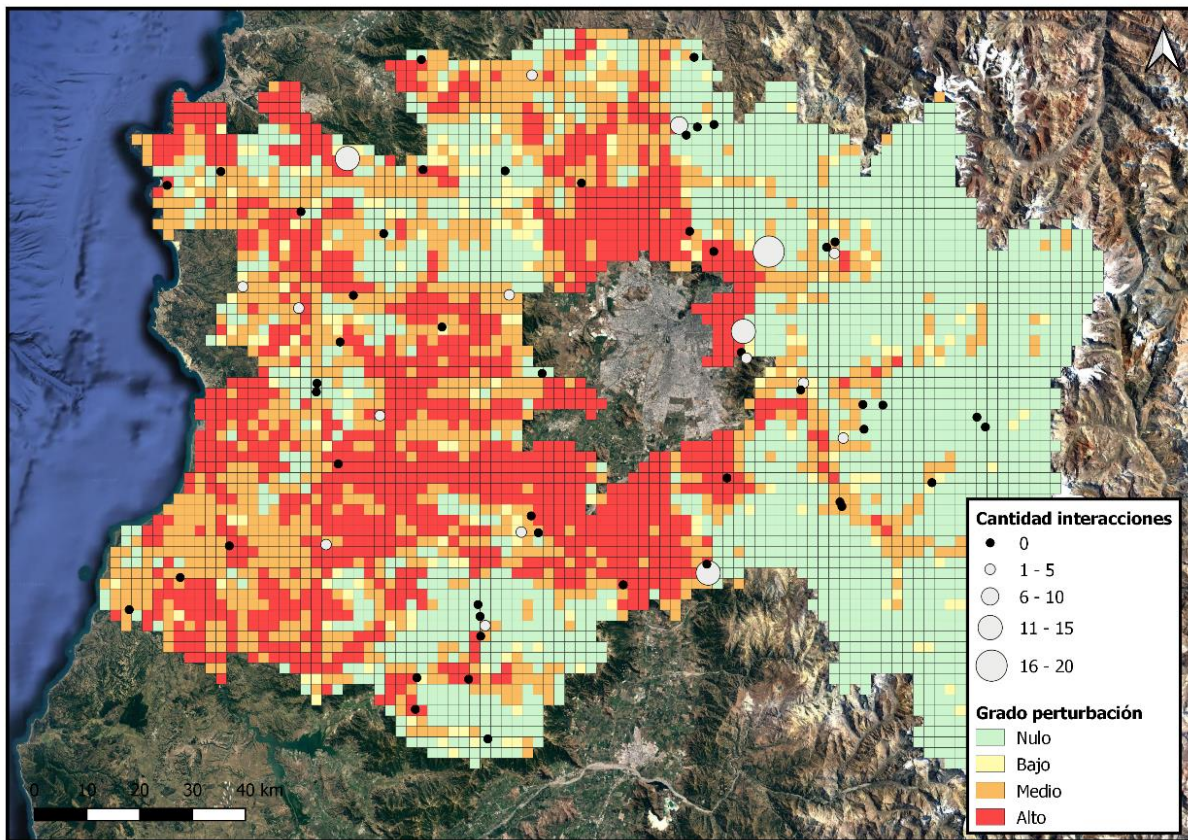 Cantidad interacciones
0
1 - 5
6 - 10
11 - 15
16 - 20
Grado perturbación
Nulo
Bajo
Medio
Alto
0 10 20 30 40 km